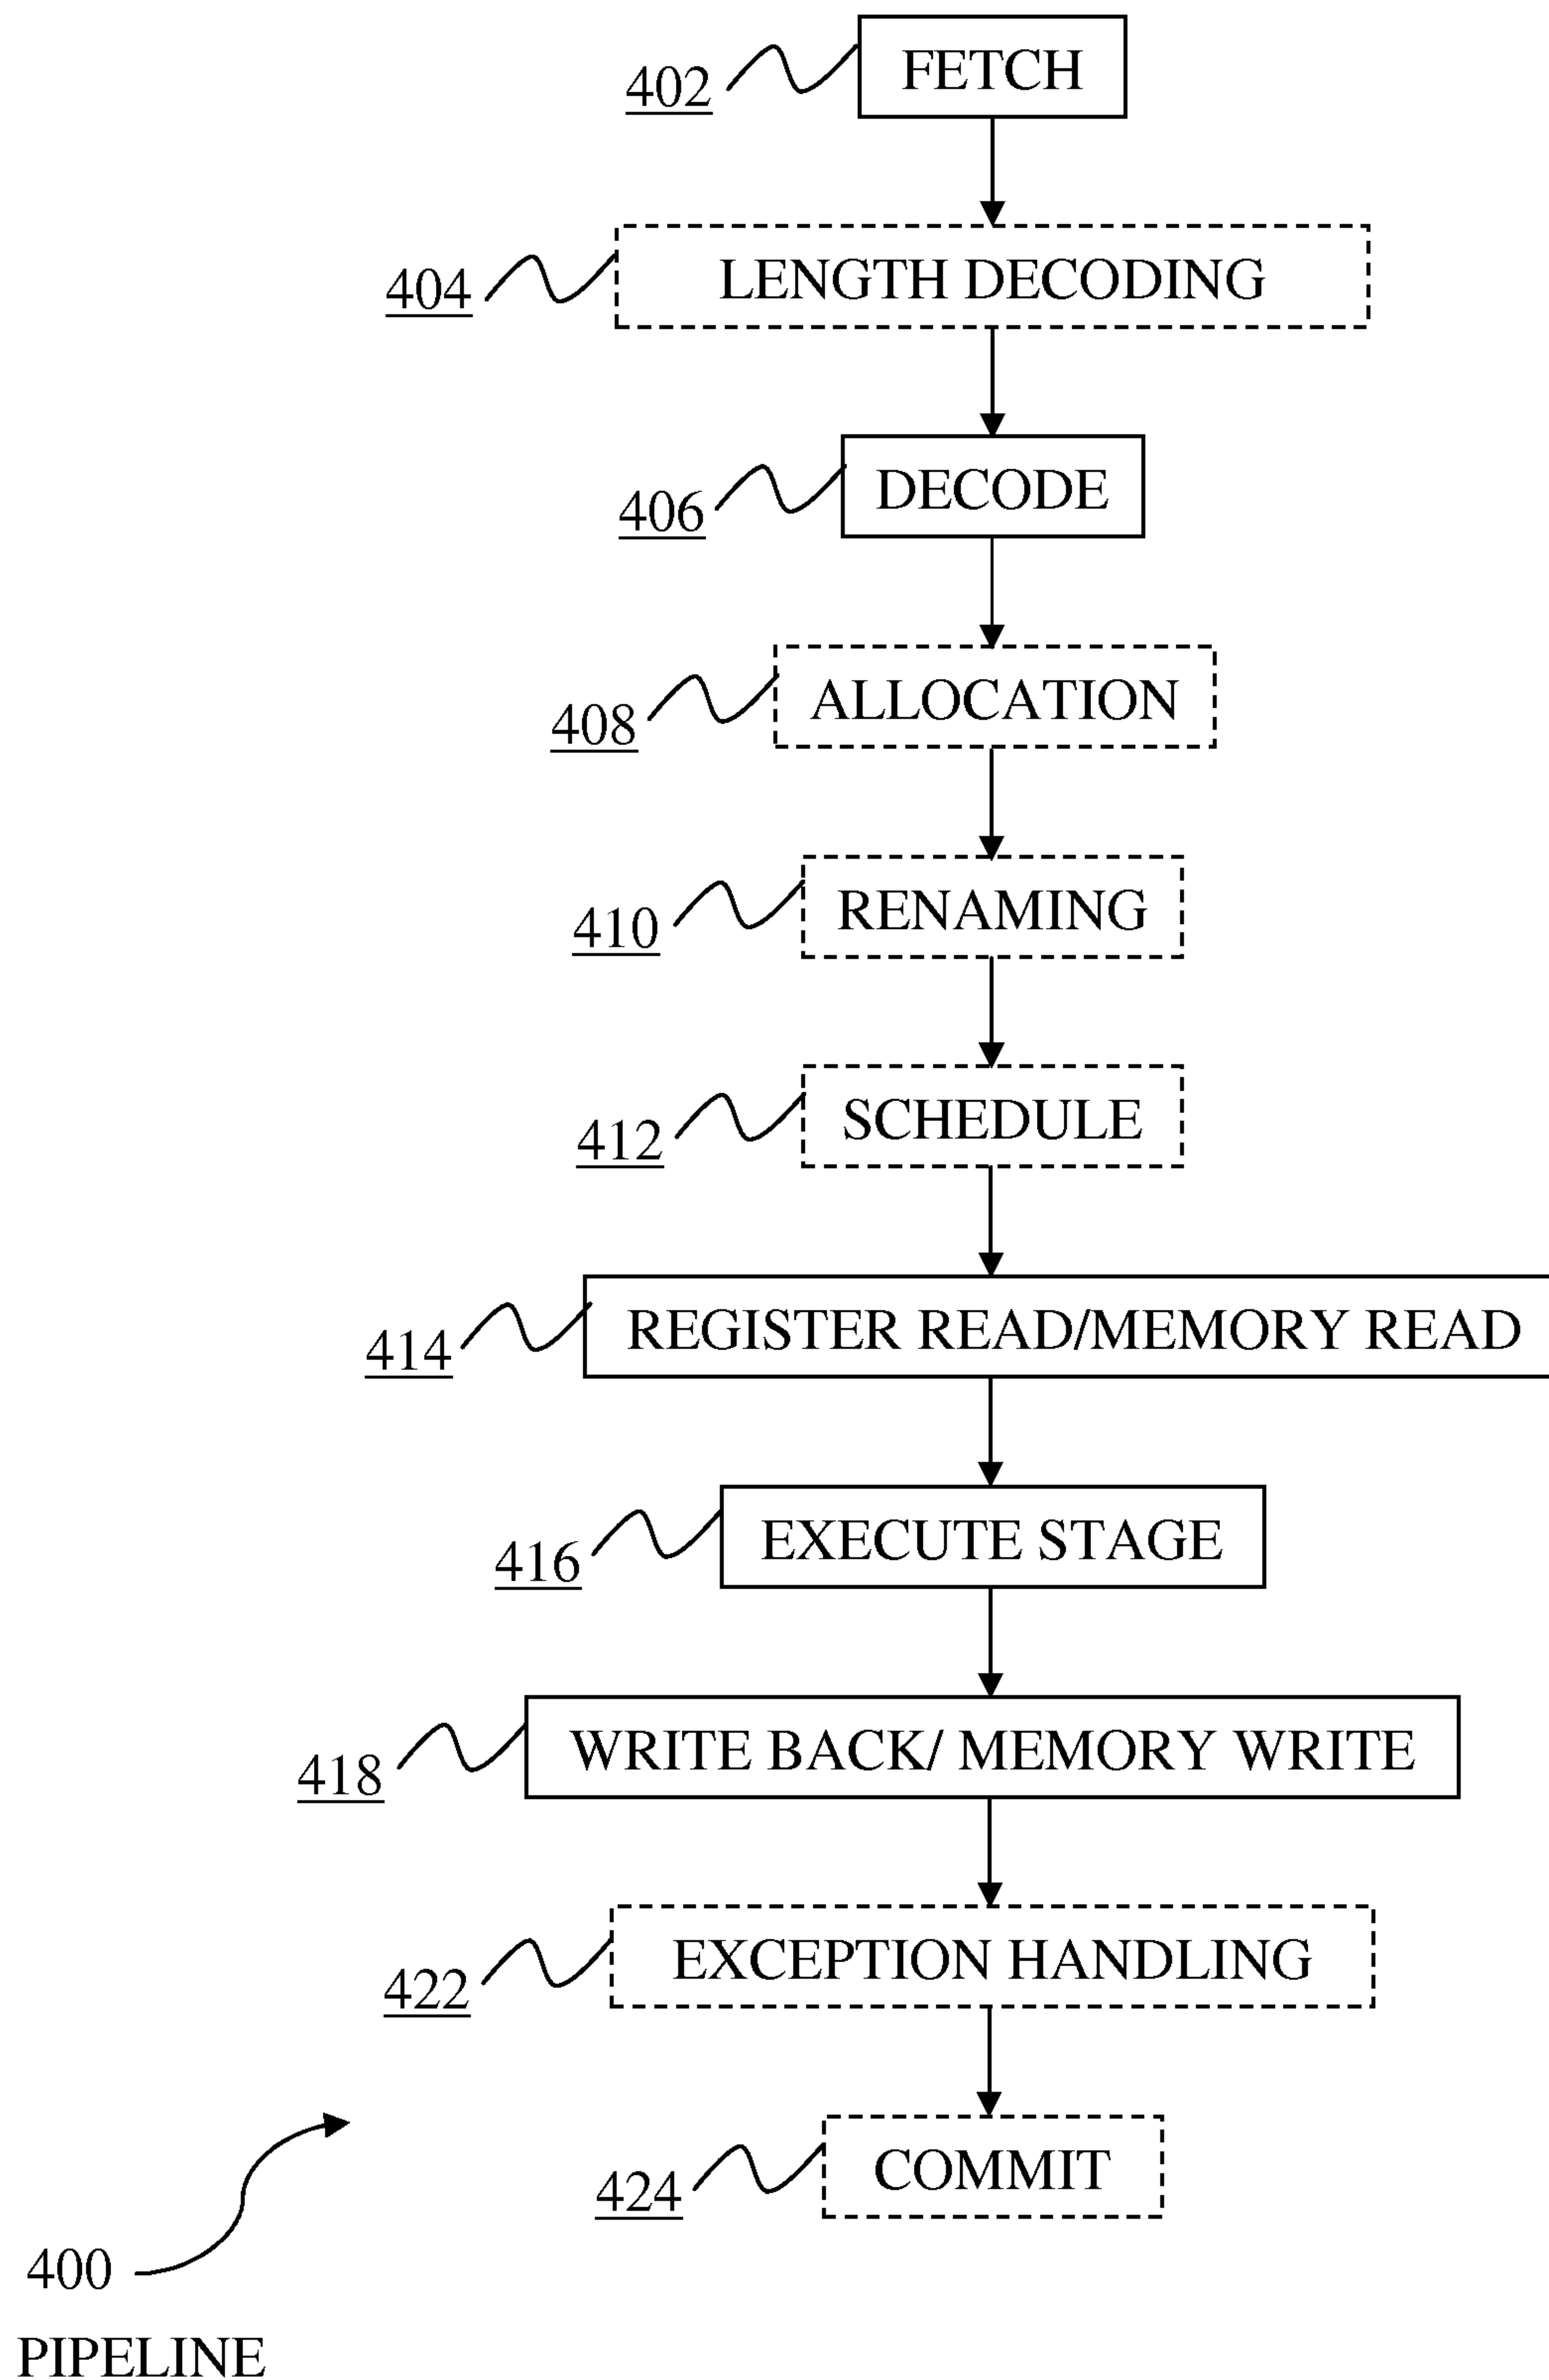 FETCH
402
LENGTH DECODING
404
DECODE
406
ALLOCATION
408
RENAMING
410
SCHEDULE
412
REGISTER READ/MEMORY READ
414
EXECUTE STAGE
416
WRITE BACK/ MEMORY WRITE
418
EXCEPTION HANDLING
422
COMMIT
424
400
PIPELINE